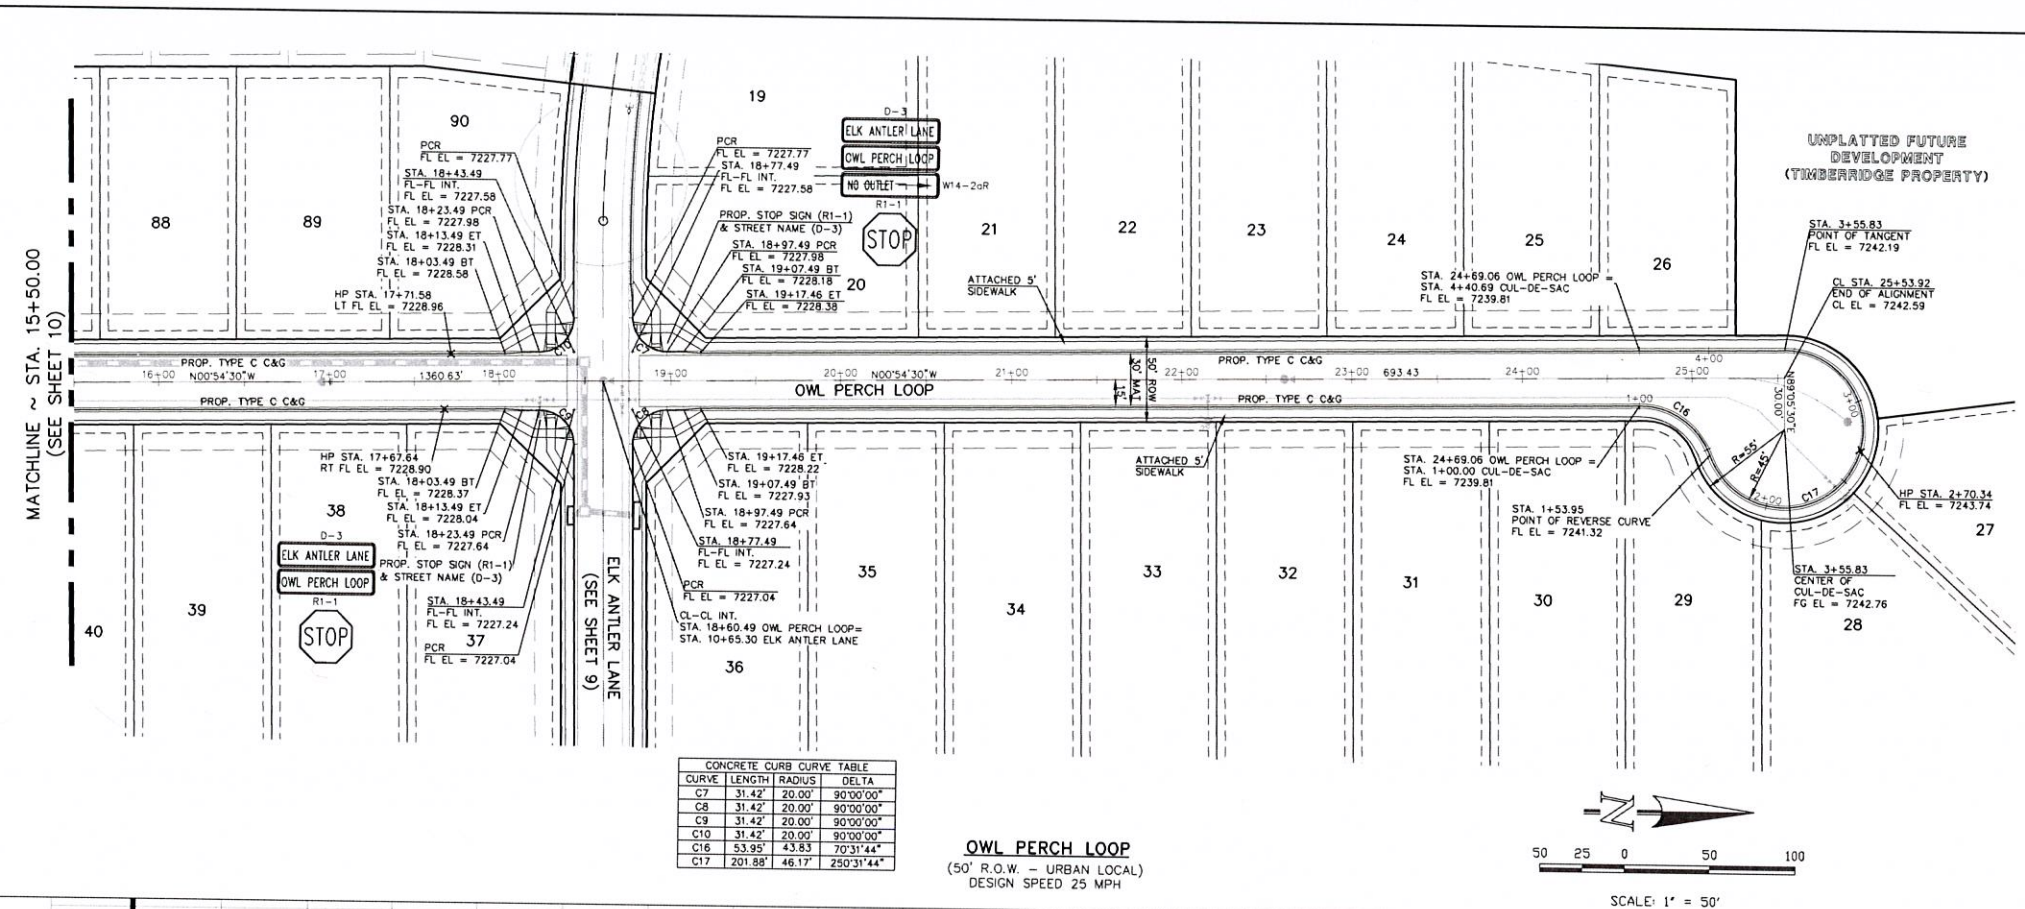 MATCHLINE ~ STA. 15+50.00
(SEE SHEET 10)
88
89
90
PCR
FL EL = 7227.77
STA. 18+43.49
FL-FL INT.
FL EL = 7227.58
STA. 18+23.49 PCR
FL EL = 7227.98
STA. 18+13.49 ET
FL EL = 7228.31
STA. 18+03.49 BT
FL EL = 7228.58
HP STA. 17+71.58
LT FL EL = 7228.96
19
PCR
FL EL = 7227.77
STA. 18+77.49
FL-FL INT.
FL EL = 7227.58
PROP. STOP SIGN (R1-1)
& STREET NAME (D-3)
STA. 18+97.49 PCR
FL EL = 7227.98
STA. 19+07.49 BT
FL EL = 7228.18
STA. 19+17.46 ET
FL EL = 7228.38
20
D-3
ELK ANTLER LANE
OWL PERCH LOOP
NO OUTLET
W14-2aR
R1-1
STOP
21
22
23
24
25
26
ATTACHED 5'
SIDEWALK
STA. 24+69.06 OWL PERCH LOOP =
STA. 4+40.69 CUL-DE-SAC
FL EL = 7239.81
UNPLATTED FUTURE
DEVELOPMENT
(TIMBERRIDGE PROPERTY)
STA. 3+55.83
POINT OF TANGENT
FL EL = 7242.19
CL STA. 25+53.92
END OF ALIGNMENT
CL EL = 7242.59
PROP. TYPE C C&G
16+00
N00°54'30"W
17+00
1360.63'
18+00
PROP. TYPE C C&G
C10
C7
C9
C8
19+00
20+00
N00°54'30"W
21+00
22+00
23+00
693.43
24+00
25+00
OWL PERCH LOOP
15'
30' MAT
50' ROW
PROP. TYPE C C&G
PROP. TYPE C C&G
4+00
1+00
C16
N89°05'30"E
30.00'
3+00
R=55'
R=45'
2+00
C17
HP STA. 17+67.64
RT FL EL = 7228.90
STA. 18+03.49 BT
FL EL = 7228.37
STA. 18+13.49 ET
FL EL = 7228.04
STA. 18+23.49 PCR
FL EL = 7227.64
PROP. STOP SIGN (R1-1)
& STREET NAME (D-3)
STA. 18+43.49
FL-FL INT.
FL EL = 7227.24
PCR
FL EL = 7227.04
40
39
38
37
D-3
ELK ANTLER LANE
OWL PERCH LOOP
R1-1
STOP
ELK ANTLER LANE
(SEE SHEET 9)
STA. 19+17.46 ET
FL EL = 7228.22
STA. 19+07.49 BT
FL EL = 7227.93
STA. 18+97.49 PCR
FL EL = 7227.64
STA. 18+77.49
FL-FL INT.
FL EL = 7227.24
PCR
FL EL = 7227.04
CL-CL INT.
STA. 18+60.49 OWL PERCH LOOP=
STA. 10+65.30 ELK ANTLER LANE
36
35
34
33
32
31
30
29
28
27
ATTACHED 5'
SIDEWALK
STA. 24+69.06 OWL PERCH LOOP =
STA. 1+00.00 CUL-DE-SAC
FL EL = 7239.81
STA. 1+53.95
POINT OF REVERSE CURVE
FL EL = 7241.32
HP STA. 2+70.34
FL EL = 7243.74
STA. 3+55.83
CENTER OF
CUL-DE-SAC
FG EL = 7242.76
CONCRETE CURB CURVE TABLE
CURVE LENGTH RADIUS DELTA
C7 31.42' 20.00' 90°00'00"
C8 31.42' 20.00' 90°00'00"
C9 31.42' 20.00' 90°00'00"
C10 31.42' 20.00' 90°00'00"
C16 53.95' 43.83 70°31'44"
C17 201.88' 46.17' 250°31'44"
OWL PERCH LOOP
(50' R.O.W. - URBAN LOCAL)
DESIGN SPEED 25 MPH
N
50 25 0 50 100
SCALE: 1" = 50'